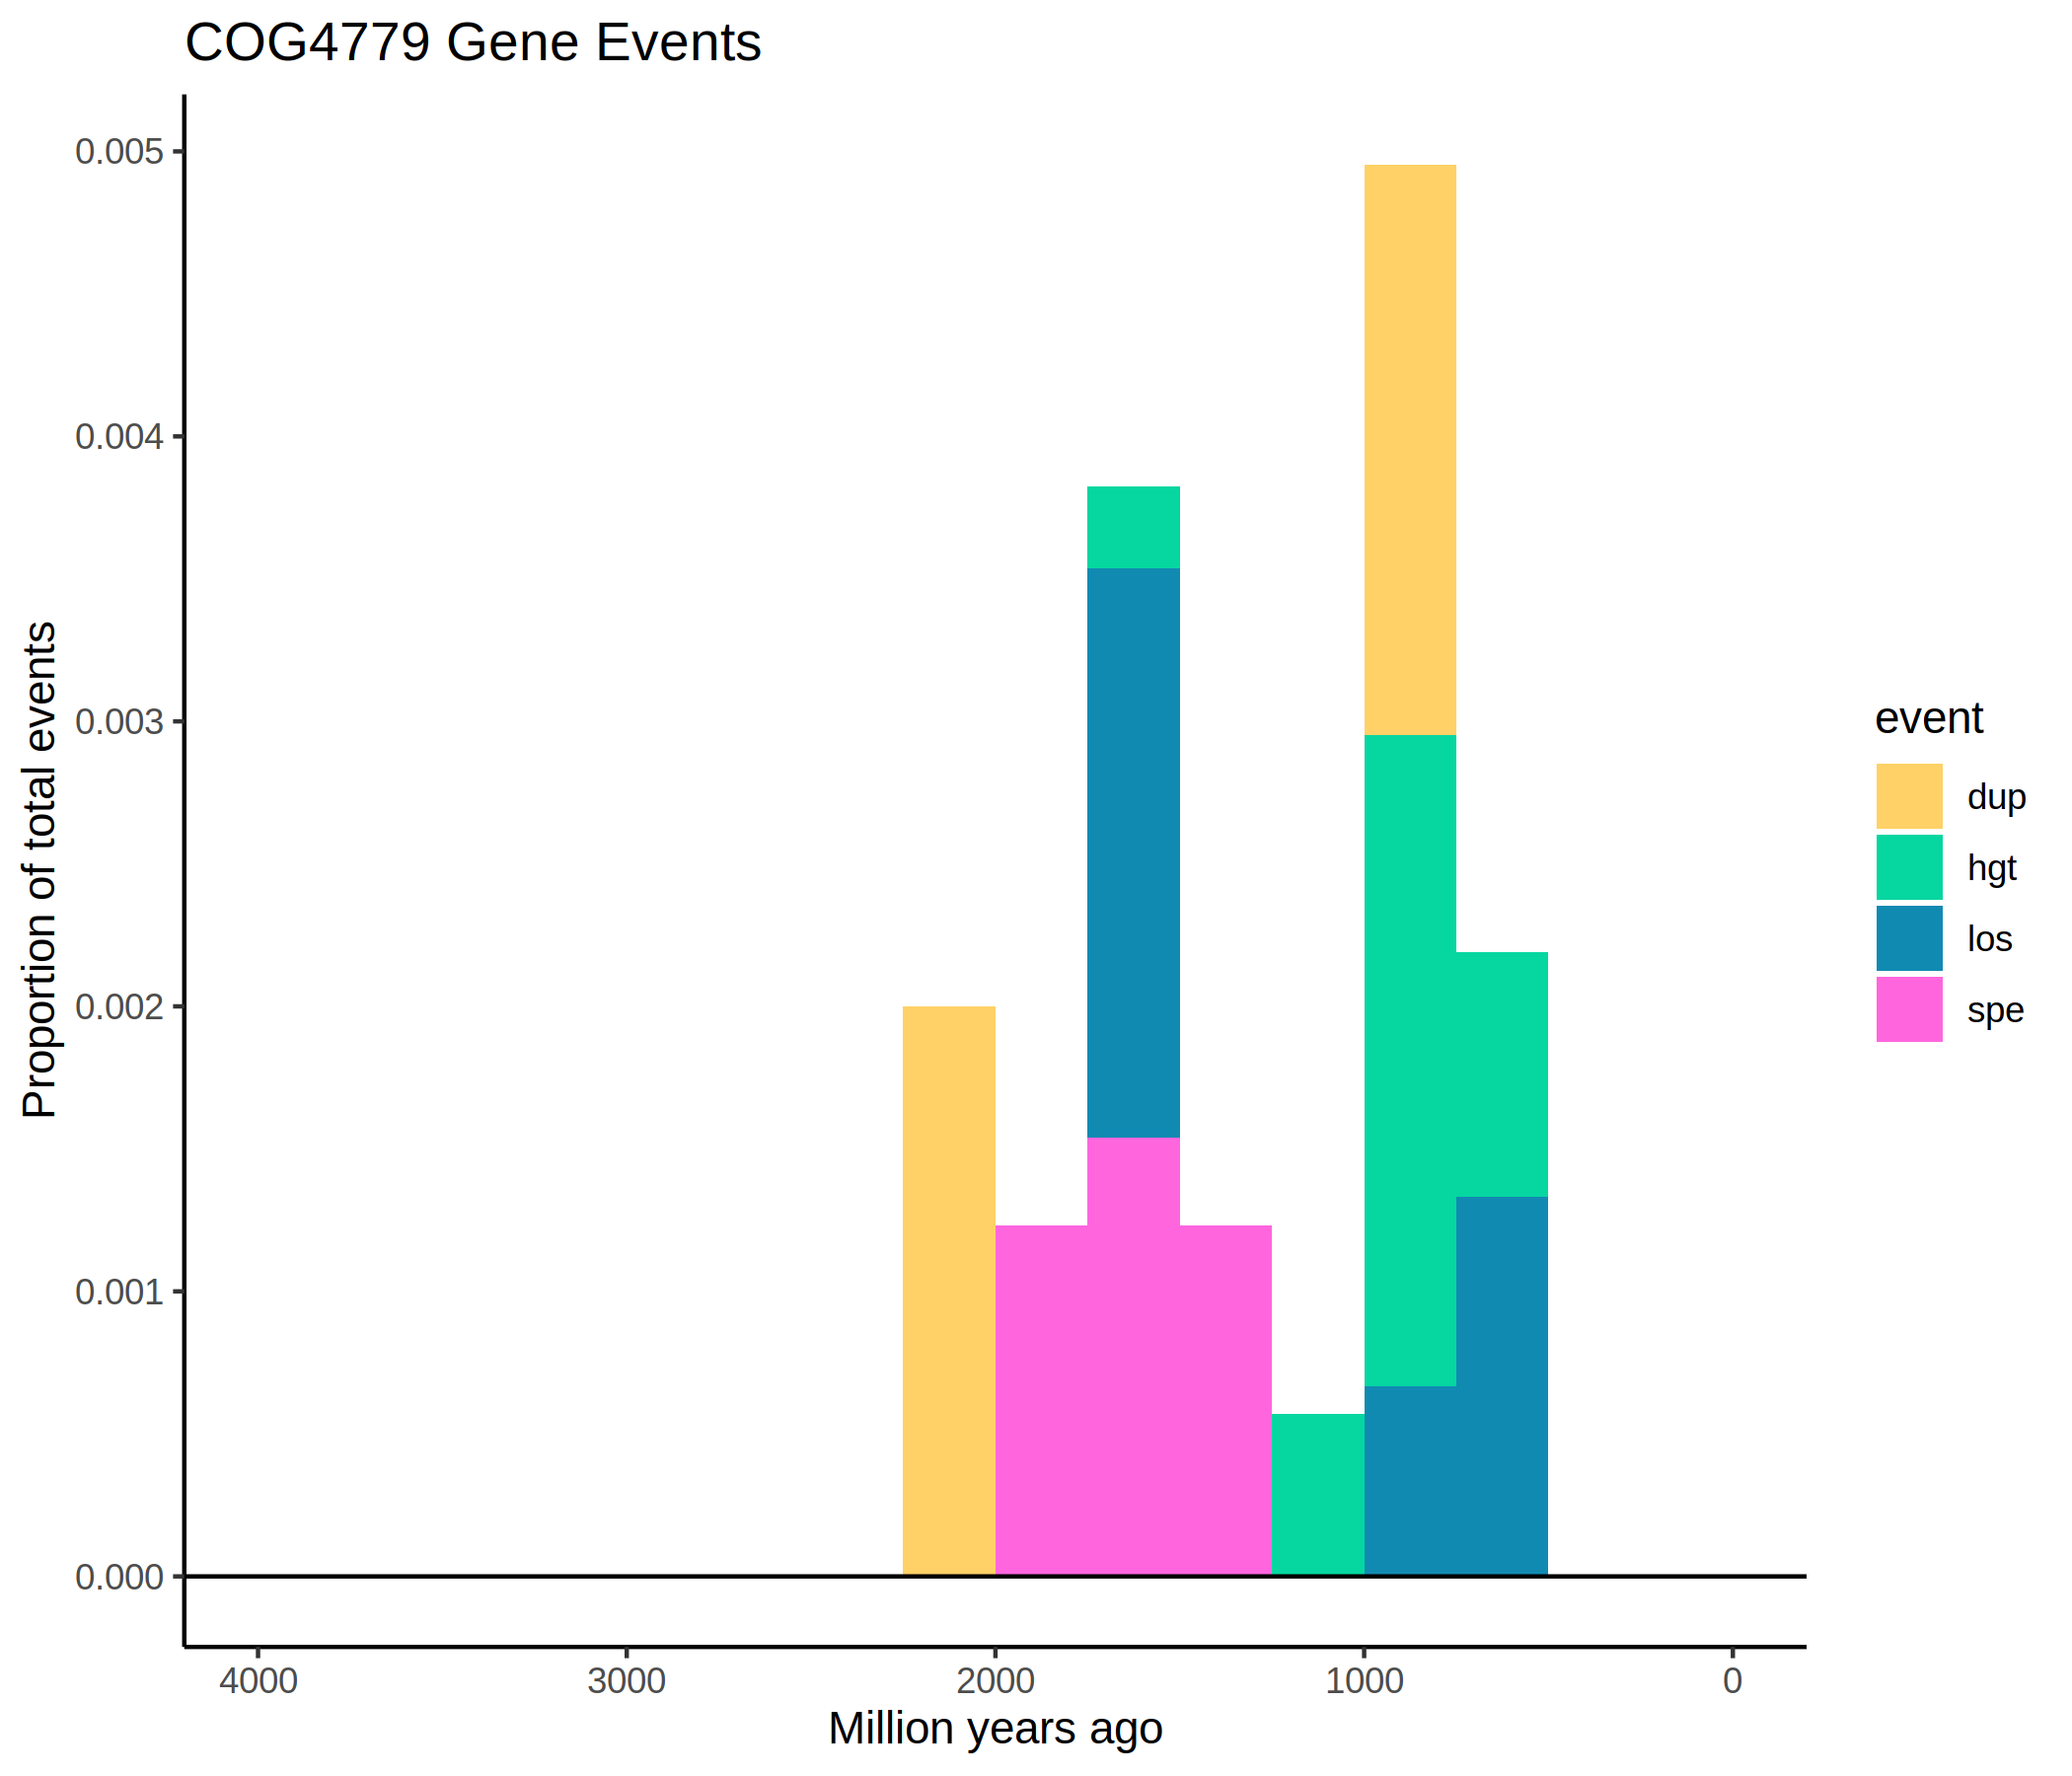 COG4779 Gene Events
Proportion of total events
0.005
0.004
0.003
0.002
0.001
0.000
4000 3000 2000 1000 0
Million years ago
event
dup
hgt
los
spe